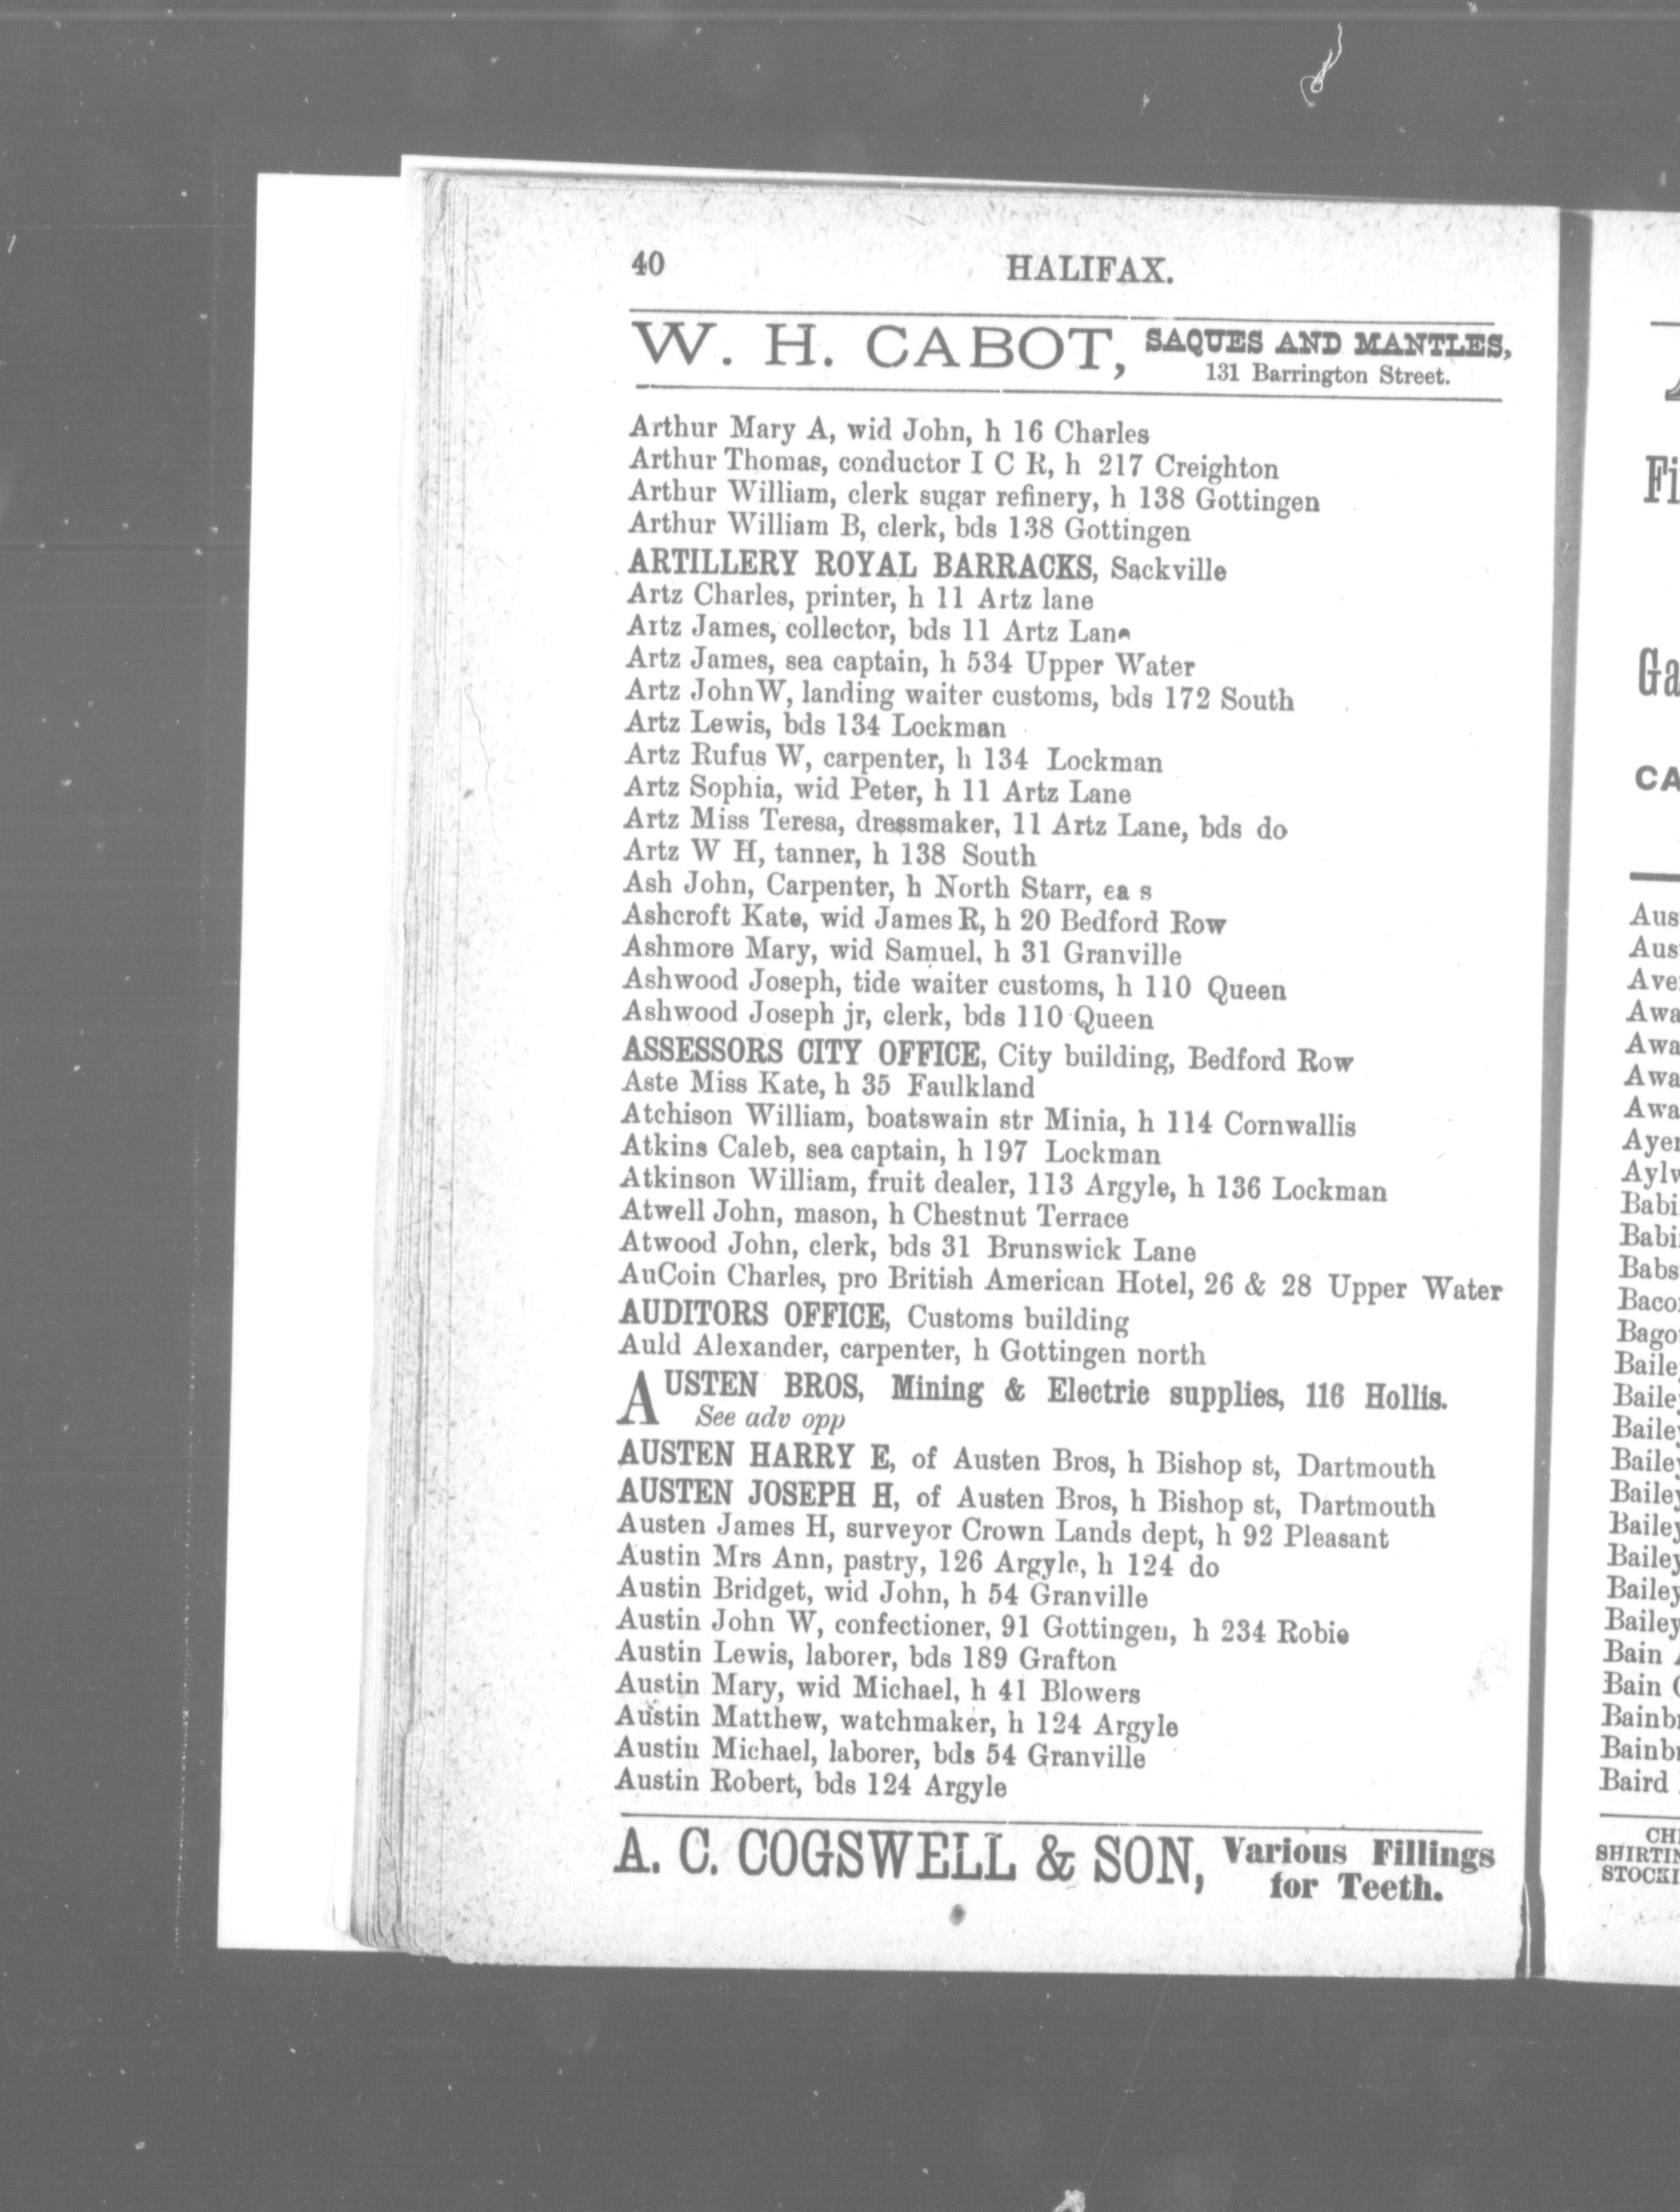 40
HALIFAX.
W. H. CABOT, SAQUES AND MANTLES,
131 Barrington Street.
Arthur Mary A, wid John, h 16 Charles
Arthur Thomas, conductor I C R, h 217 Creighton
Arthur William, clerk sugar refinery, h 138 Gottingen
Arthur William B, clerk, bds 138 Gottingen
ARTILLERY ROYAL BARRACKS, Sackville
Artz Charles, printer, h 11 Artz lane
Artz James, collector, bds 11 Artz Lane
Artz James, sea captain, h 534 Upper Water
Artz John W, landing waiter customs, bds 172 South
Artz Lewis, bds 134 Lockman
Artz Rufus W, carpenter, h 134 Lockman
Artz Sophia, wid Peter, h 11 Artz Lane
Artz Miss Teresa, dressmaker, 11 Artz Lane, bds do
Artz W H, tanner, h 138 South
Ash John, Carpenter, h North Starr, ea s
Ashcroft Kate, wid James R, h 20 Bedford Row
Ashmore Mary, wid Samuel, h 31 Granville
Ashwood Joseph, tide waiter customs, h 110 Queen
Ashwood Joseph jr, clerk, bds 110 Queen
ASSESSORS CITY OFFICE, City building, Bedford Row
Aste Miss Kate, h 35 Faulkland
Atchison William, boatswain str Minia, h 114 Cornwallis
Atkins Caleb, sea captain, h 197 Lockman
Atkinson William, fruit dealer, 113 Argyle, h 136 Lockman
Atwell John, mason, h Chestnut Terrace
Atwood John, clerk, bds 31 Brunswick Lane
AuCoin Charles, pro British American Hotel, 26 & 28 Upper Water
AUDITORS OFFICE, Customs building
Auld Alexander, carpenter, h Gottingen north
AUSTEN BROS, Mining & Electric supplies, 116 Hollis.
See adv opp
AUSTEN HARRY E, of Austen Bros, h Bishop st, Dartmouth
AUSTEN JOSEPH H, of Austen Bros, h Bishop st, Dartmouth
Austen James H, surveyor Crown Lands dept, h 92 Pleasant
Austin Mrs Ann, pastry, 126 Argyle, h 124 do
Austin Bridget, wid John, h 54 Granville
Austin John W, confectioner, 91 Gottingen, h 234 Robie
Austin Lewis, laborer, bds 189 Grafton
Austin Mary, wid Michael, h 41 Blowers
Austin Matthew, watchmaker, h 124 Argyle
Austin Michael, laborer, bds 54 Granville
Austin Robert, bds 124 Argyle
A. C. COGSWELL & SON, Various Fillings
for Teeth.